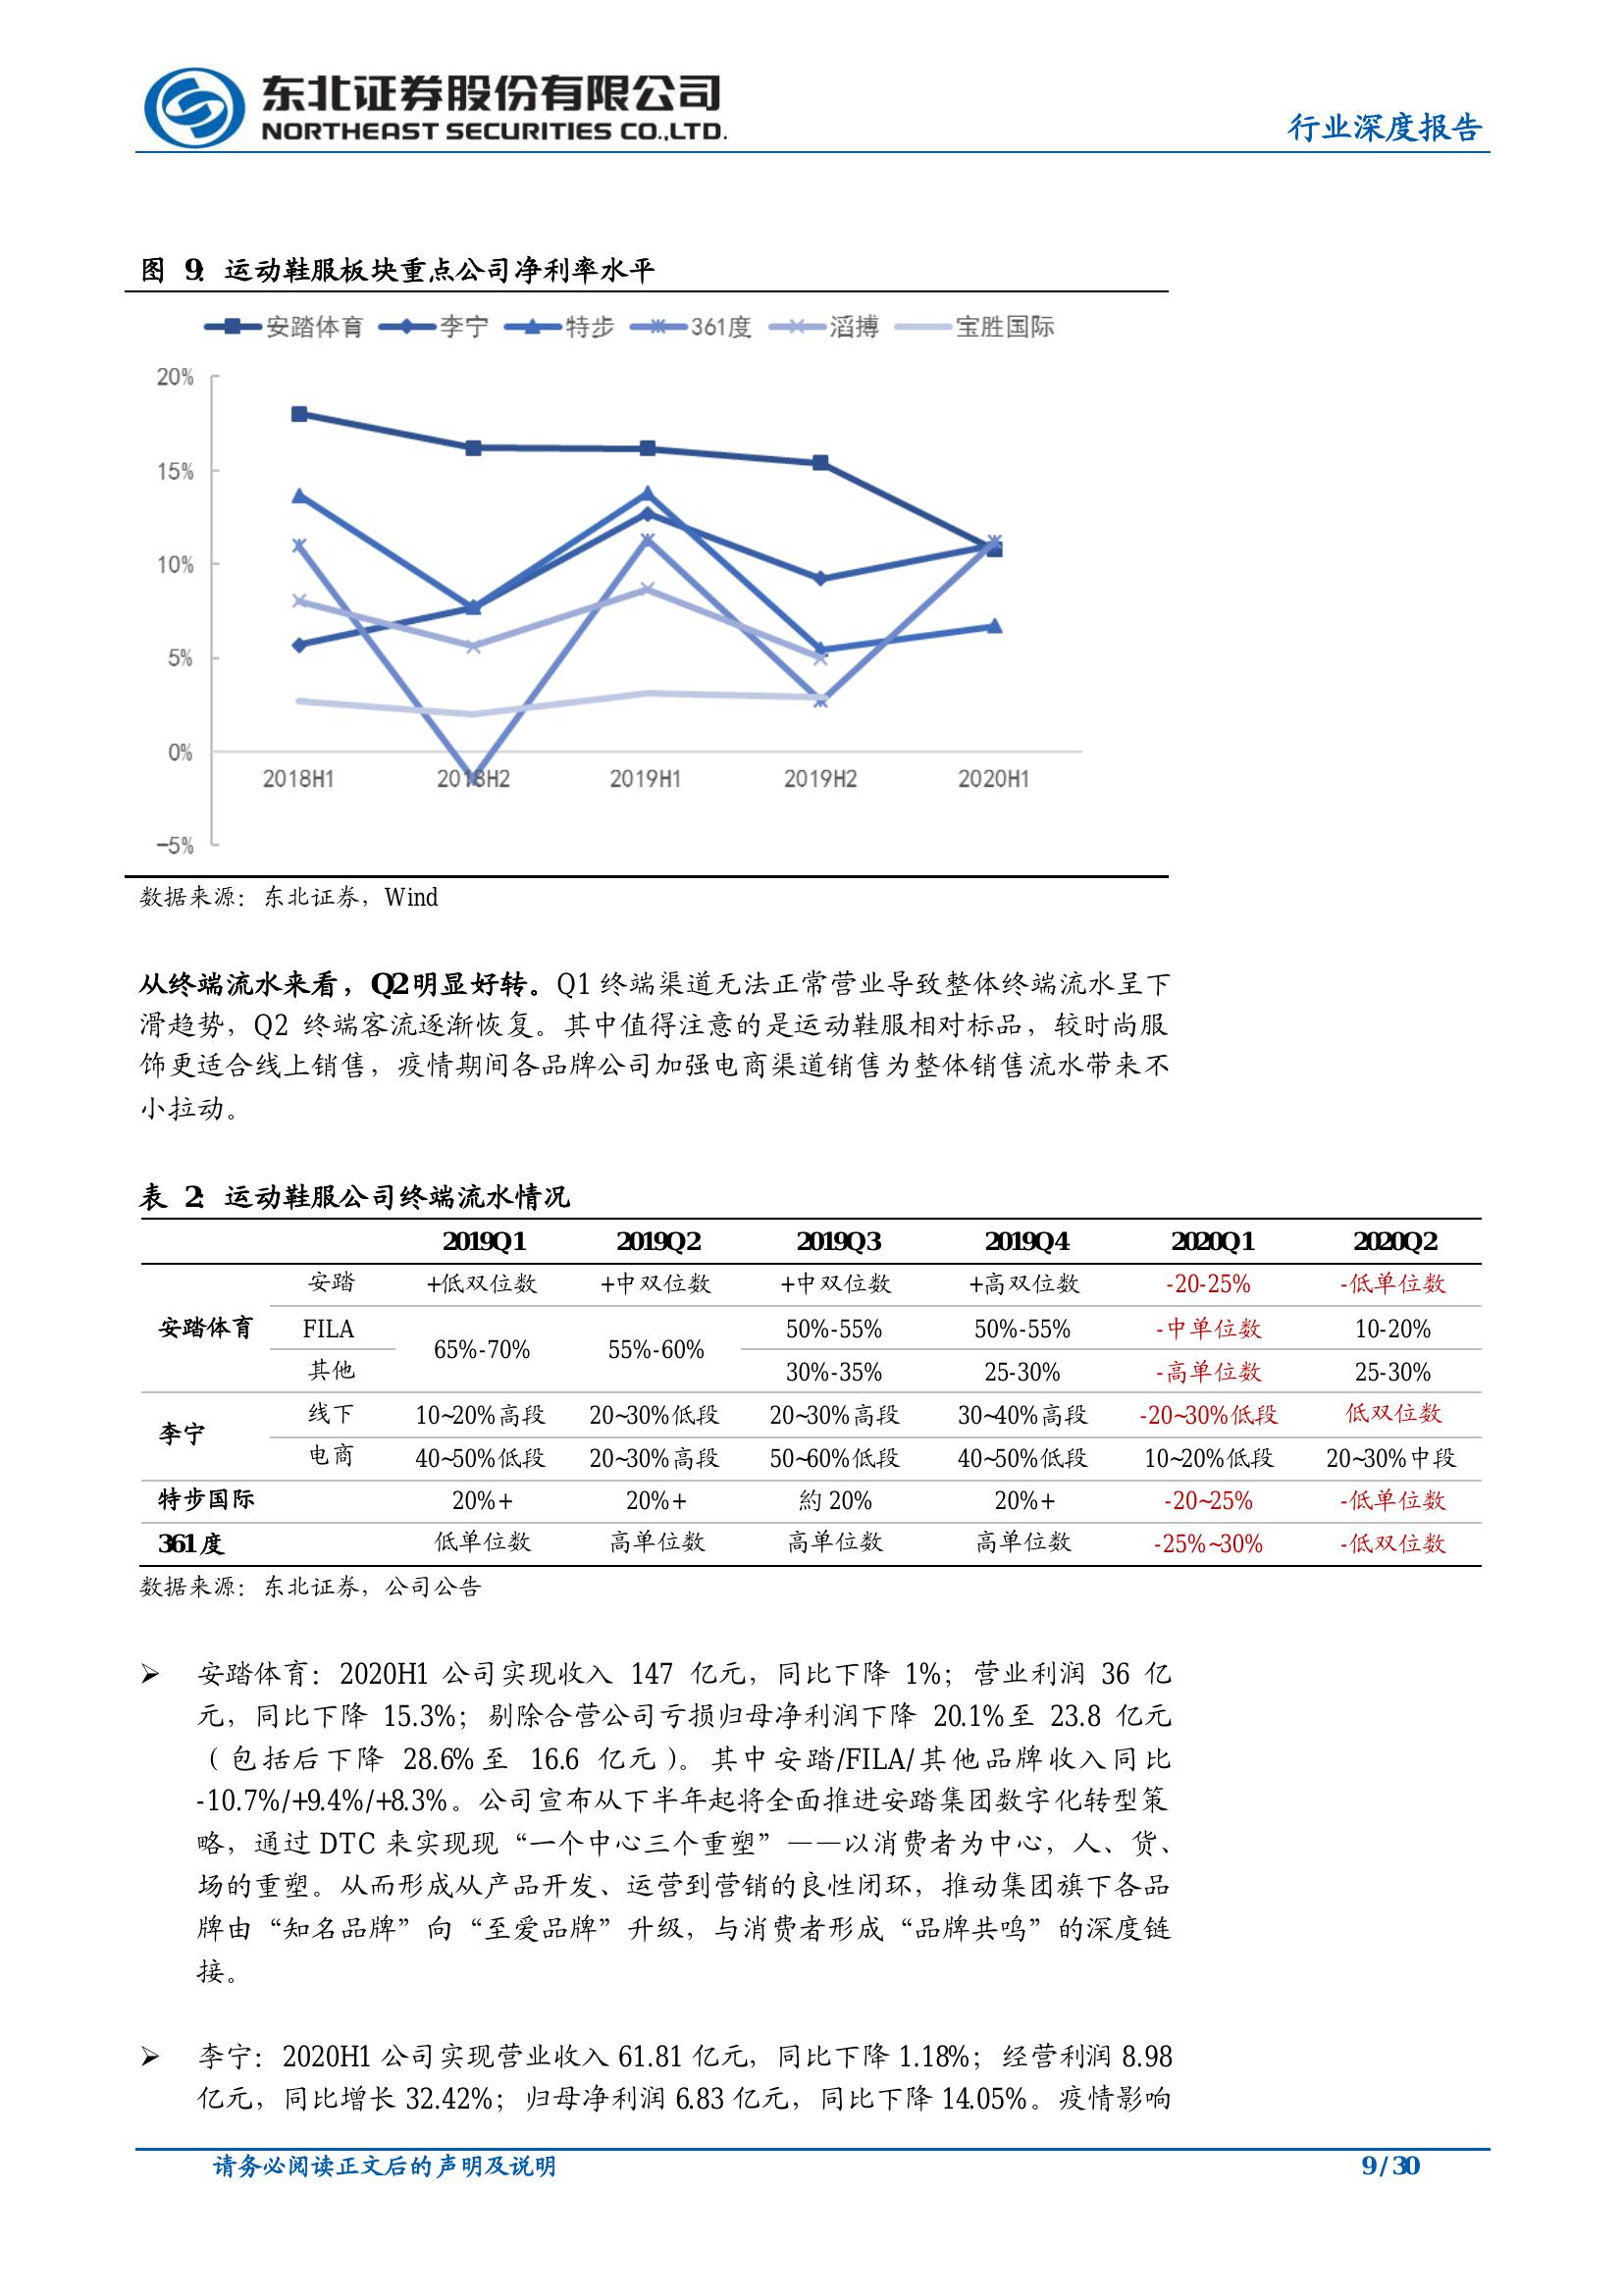 东北证券股份有限公司
NORTHEAST SECURITIES CO.,LTD.
行业深度报告
图 9: 运动鞋服板块重点公司净利率水平
安踏体育 李宁 特步 361度 滔搏 宝胜国际
20%
15%
10%
5%
0%
2018H1 2018H2 2019H1 2019H2 2020H1
-5%
数据来源：东北证券，Wind
从终端流水来看，Q2明显好转。Q1 终端渠道无法正常营业导致整体终端流水呈下
滑趋势，Q2 终端客流逐渐恢复。其中值得注意的是运动鞋服相对标品，较时尚服
饰更适合线上销售，疫情期间各品牌公司加强电商渠道销售为整体销售流水带来不
小拉动。
表 2: 运动鞋服公司终端流水情况
2019Q1 2019Q2 2019Q3 2019Q4 2020Q1 2020Q2
安踏体育 安踏 +低双位数 +中双位数 +中双位数 +高双位数 -20-25% -低单位数
FILA 65%-70% 55%-60% 50%-55% 50%-55% -中单位数 10-20%
其他 30%-35% 25-30% -高单位数 25-30%
李宁 线下 10~20%高段 20~30%低段 20~30%高段 30~40%高段 -20~30%低段 低双位数
电商 40~50%低段 20~30%高段 50~60%低段 40~50%低段 10~20%低段 20~30%中段
特步国际 20%+ 20%+ 約 20% 20%+ -20~25% -低单位数
361度 低单位数 高单位数 高单位数 高单位数 -25%~30% -低双位数
数据来源：东北证券，公司公告
➢ 安踏体育：2020H1 公司实现收入 147 亿元，同比下降 1%；营业利润 36 亿
元，同比下降 15.3%；剔除合营公司亏损归母净利润下降 20.1%至 23.8 亿元
（包括后下降 28.6%至 16.6 亿元）。其中安踏/FILA/其他品牌收入同比
-10.7%/+9.4%/+8.3%。公司宣布从下半年起将全面推进安踏集团数字化转型策
略，通过 DTC 来实现现“一个中心三个重塑”——以消费者为中心，人、货、
场的重塑。从而形成从产品开发、运营到营销的良性闭环，推动集团旗下各品
牌由“知名品牌”向“至爱品牌”升级，与消费者形成“品牌共鸣”的深度链
接。
➢ 李宁：2020H1 公司实现营业收入 61.81 亿元，同比下降 1.18%；经营利润 8.98
亿元，同比增长 32.42%；归母净利润 6.83 亿元，同比下降 14.05%。疫情影响
请务必阅读正文后的声明及说明 9 / 30